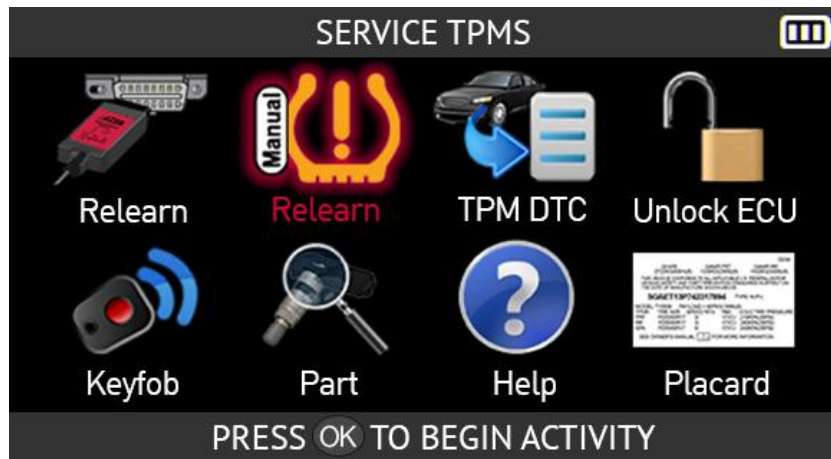 SERVICE TPMS
Manual
Relearn
Relearn
TPM DTC
Unlock ECU
Keyfob
Part
Help
Placard
PRESS OK TO BEGIN ACTIVITY